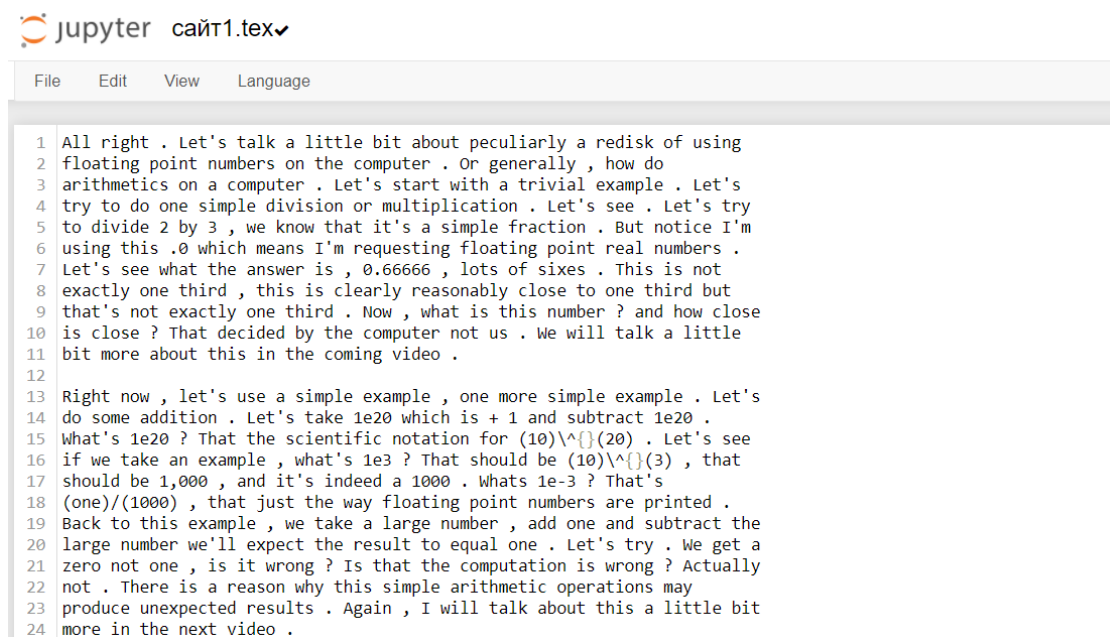 jupyter сайт1.tex✔
File Edit View Language
1 All right . Let's talk a little bit about peculiarly a redisk of using
2 floating point numbers on the computer . Or generally , how do
3 arithmetics on a computer . Let's start with a trivial example . Let's
4 try to do one simple division or multiplication . Let's see . Let's try
5 to divide 2 by 3 , we know that it's a simple fraction . But notice I'm
6 using this .0 which means I'm requesting floating point real numbers .
7 Let's see what the answer is , 0.66666 , lots of sixes . This is not
8 exactly one third , this is clearly reasonably close to one third but
9 that's not exactly one third . Now , what is this number ? and how close
10 is close ? That decided by the computer not us . We will talk a little
11 bit more about this in the coming video .
12
13 Right now , let's use a simple example , one more simple example . Let's
14 do some addition . Let's take 1e20 which is + 1 and subtract 1e20 .
15 What's 1e20 ? That the scientific notation for (10)\^{}(20) . Let's see
16 if we take an example , what's 1e3 ? That should be (10)\^{}(3) , that
17 should be 1,000 , and it's indeed a 1000 . Whats 1e-3 ? That's
18 (one)/(1000) , that just the way floating point numbers are printed .
19 Back to this example , we take a large number , add one and subtract the
20 large number we'll expect the result to equal one . Let's try . We get a
21 zero not one , is it wrong ? Is that the computation is wrong ? Actually
22 not . There is a reason why this simple arithmetic operations may
23 produce unexpected results . Again , I will talk about this a little bit
24 more in the next video .